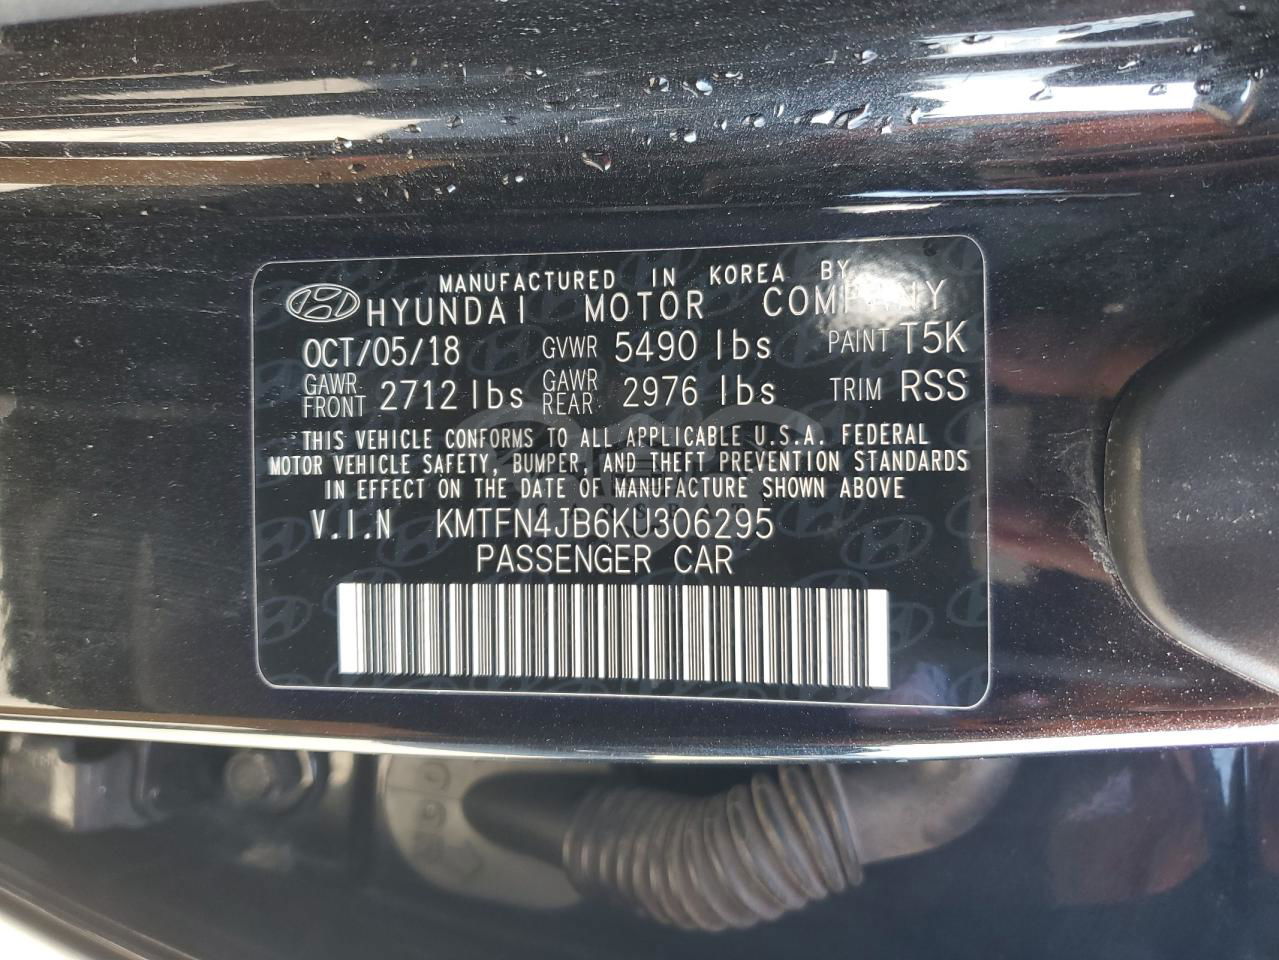 MANUFACTURED IN KOREA BY
HYUNDAI MOTOR COMPANY
OCT/05/18 GVWR 5490 lbs PAINT T5K
GAWR FRONT 2712 lbs GAWR REAR 2976 lbs TRIM RSS
THIS VEHICLE CONFORMS TO ALL APPLICABLE U.S.A. FEDERAL
MOTOR VEHICLE SAFETY, BUMPER, AND THEFT PREVENTION STANDARDS
IN EFFECT ON THE DATE OF MANUFACTURE SHOWN ABOVE
V.I.N KMTFN4JB6KU306295
PASSENGER CAR